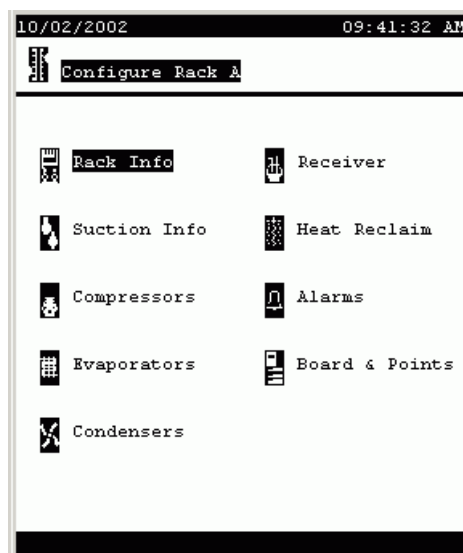 10/02/2002 09:41:32 AM
Configure Rack A
Rack Info Receiver
Suction Info Heat Reclaim
Compressors Alarms
Evaporators Board & Points
Condensers